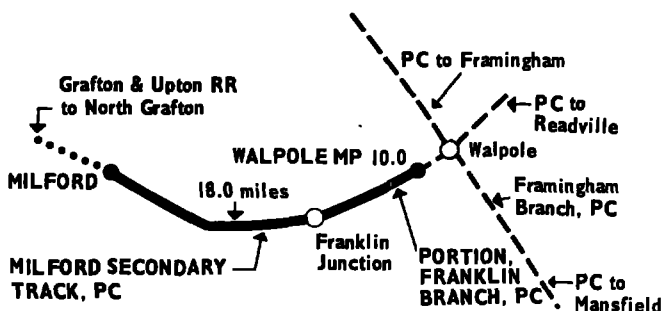 PC to Framingham
Grafton & Upton RR
to North Grafton
PC to
Readville
WALPOLE MP 10.0
Walpole
MILFORD
18.0 miles
Framingham
Branch, PC
Franklin
Junction
MILFORD SECONDARY
TRACK, PC
PORTION,
FRANKLIN
BRANCH, PC
PC to
Mansfield